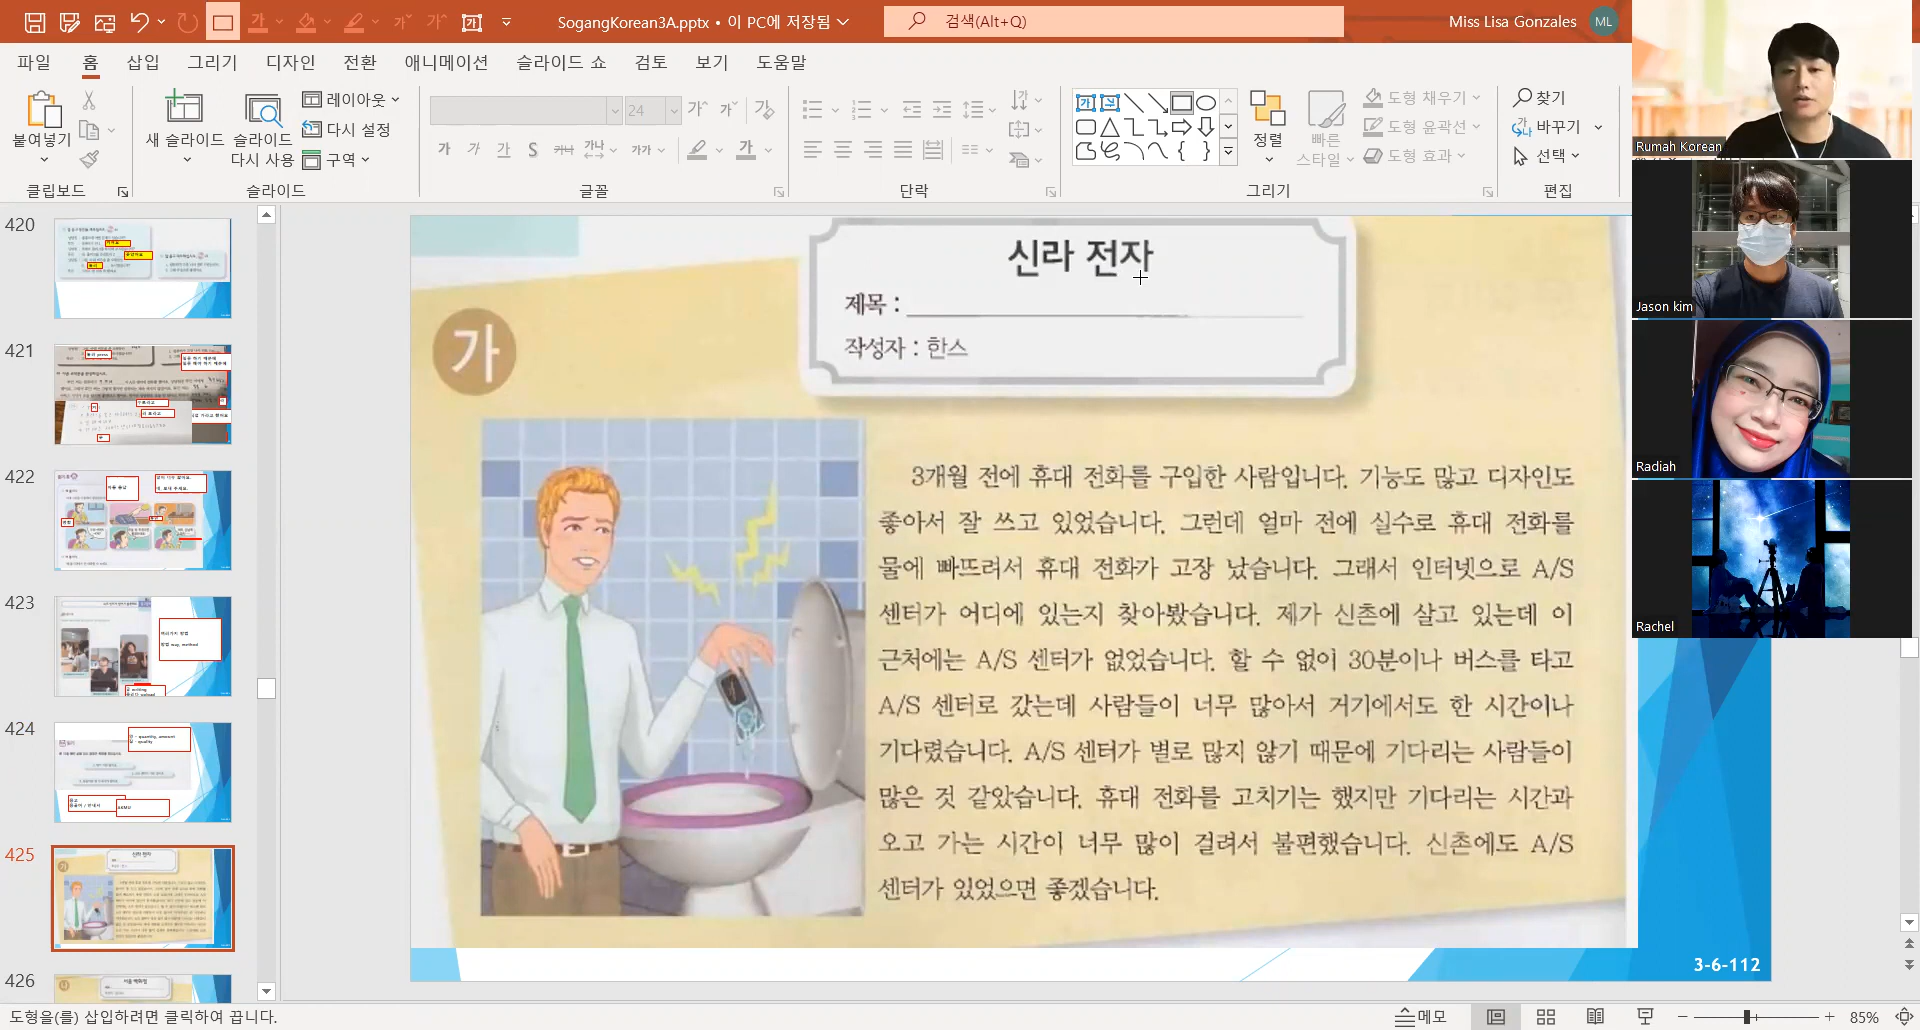 SogangKorean3A.pptx • 이 PC에 저장됨
검색(Alt+Q)
Miss Lisa Gonzales
ML
파일 홈 삽입 그리기 디자인 전환 애니메이션 슬라이드 쇼 검토 보기 도움말
붙여넣기
새 슬라이드
슬라이드 다시 사용
레이아웃
다시 설정
구역
24
정렬
빠른 스타일
도형 채우기
도형 윤곽선
도형 효과
찾기
바꾸기
선택
클립보드 슬라이드 글꼴 단락 그리기 편집
420
421
422
423
424
425
426
신라 전자
제목 :
작성자 : 한스
가
3개월 전에 휴대 전화를 구입한 사람입니다. 기능도 많고 디자인도
좋아서 잘 쓰고 있었습니다. 그런데 얼마 전에 실수로 휴대 전화를
물에 빠뜨려서 휴대 전화가 고장 났습니다. 그래서 인터넷으로 A/S
센터가 어디에 있는지 찾아봤습니다. 제가 신촌에 살고 있는데 이
근처에는 A/S 센터가 없었습니다. 할 수 없이 30분이나 버스를 타고
A/S 센터로 갔는데 사람들이 너무 많아서 거기에서도 한 시간이나
기다렸습니다. A/S 센터가 별로 많지 않기 때문에 기다리는 사람들이
많은 것 같았습니다. 휴대 전화를 고치기는 했지만 기다리는 시간과
오고 가는 시간이 너무 많이 걸려서 불편했습니다. 신촌에도 A/S
센터가 있었으면 좋겠습니다.
3-6-112
Rumah Korean
Jason kim
Radiah
Rachel
도형을(를) 삽입하려면 클릭하여 끕니다.
메모
85%